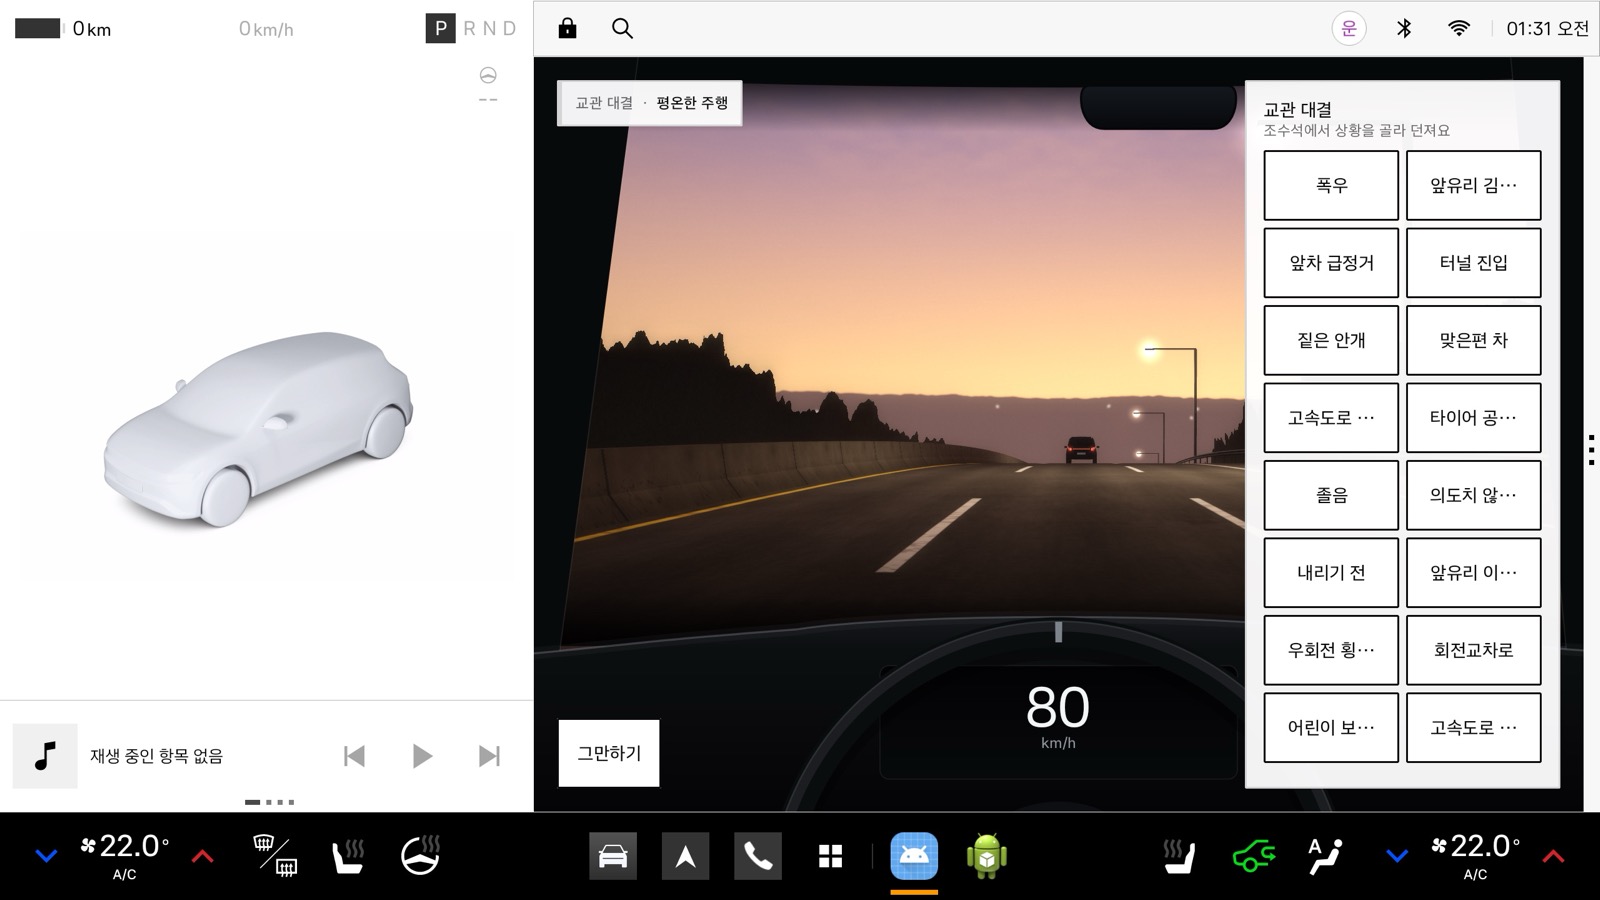 0 km
0 km/h
P R N D
운
01:31 오전
--
교관 대결 · 평온한 주행
교관 대결
조수석에서 상황을 골라 던져요
폭우
앞유리 김···
앞차 급정거
터널 진입
짙은 안개
맞은편 차
고속도로 ···
타이어 공···
졸음
의도치 않···
내리기 전
앞유리 이···
우회전 횡···
회전교차로
어린이 보···
고속도로 ···
80
km/h
그만하기
재생 중인 항목 없음
22.0°
A/C
A
22.0°
A/C